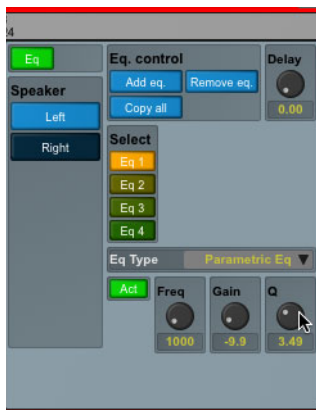 4
Eq
Eq. control
Delay
Add eq.
Remove eq.
Copy all
0.00
Speaker
Left
Right
Select
Eq 1
Eq 2
Eq 3
Eq 4
Eq Type
Parametric Eq
Act
Freq
Gain
Q
1000
-9.9
3.49